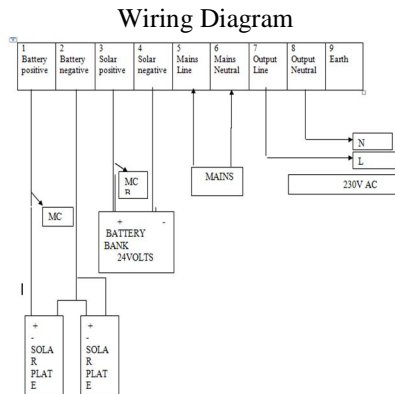 Wiring Diagram
1 Battery positive
2 Battery negative
3 Solar positive
4 Solar negative
5 Mains Line
6 Mains Neutral
7 Output Line
8 Output Neutral
9 Earth
N
L
MAINS
230V AC
MC
B
MC
+ -
BATTERY
BANK
24VOLTS
+
-
SOLA
R
PLAT
E
+
-
SOLA
R
PLAT
E